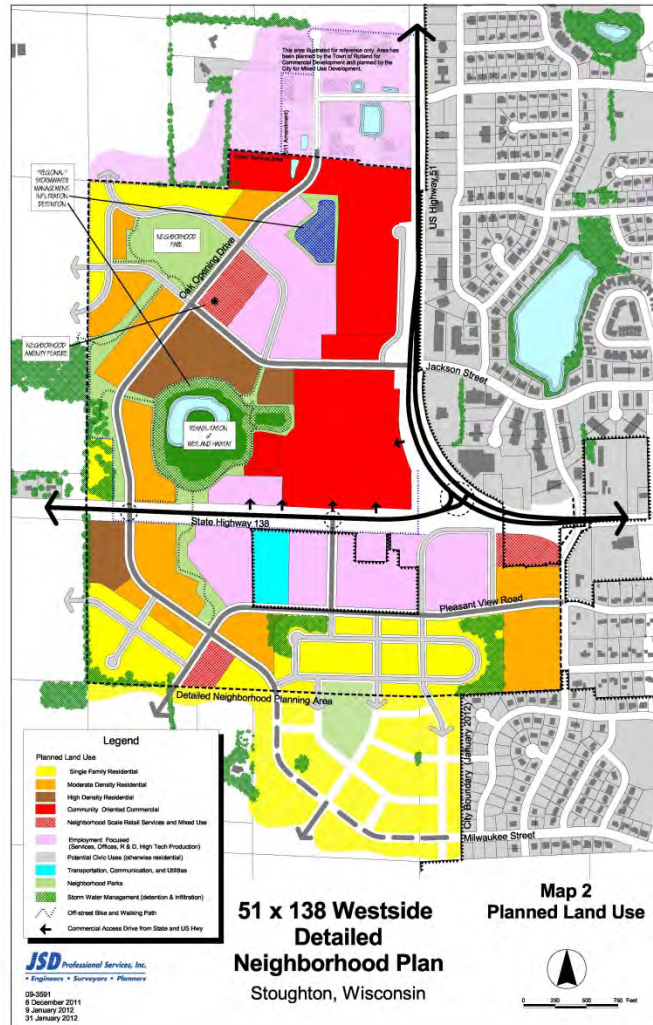 This area illustrated for reference only. Area has
been planned by the Town of Rutland for
Commercial Development and planned by the
City for Mixed Use Development.
US Highway 51
"REGIONAL"
STORMWATER
MANAGEMENT:
INFILTRATION
DETENTION
NEIGHBORHOOD
PARK
Oak Opening Drive
NEIGHBORHOOD
AMENITY FEATURE
Jackson Street
REHABILITATION
of
WETLAND HABITAT
State Highway 138
Pleasant View Road
Detailed Neighborhood Planning Area
City Boundary (January 2012)
Milwaukee Street
Legend
Planned Land Use
Single Family Residential
Moderate Density Residential
High Density Residential
Community Oriented Commercial
Neighborhood Scale Retail Services and Mixed Use
Employment Focused
(Services, Offices, R & D, High Tech Production)
Potential Civic Uses (otherwise residential)
Transportation, Communication, and Utilities
Neighborhood Parks
Storm Water Management (detention & infiltration)
Off-street Bike and Walking Path
Commercial Access Drive from State and US Hwy
51 x 138 Westside
Detailed
Neighborhood Plan
Stoughton, Wisconsin
Map 2
Planned Land Use
0 250 500 750 Feet
JSD Professional Services, Inc.
• Engineers • Surveyors • Planners
09-3591
8 December 2011
9 January 2012
31 January 2012